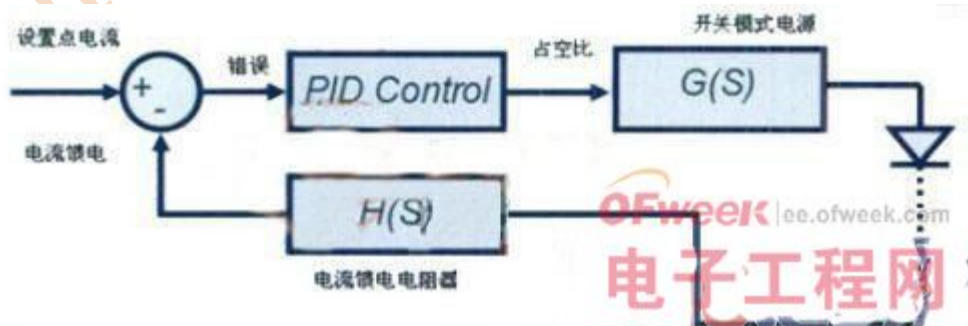 开关模式电源
设置点电流
错误
占空比
+
-
PID Control
G(S)
电流馈电
H(S)
OFweek | ee.ofweek.com
电子工程网
电流馈电电阻器